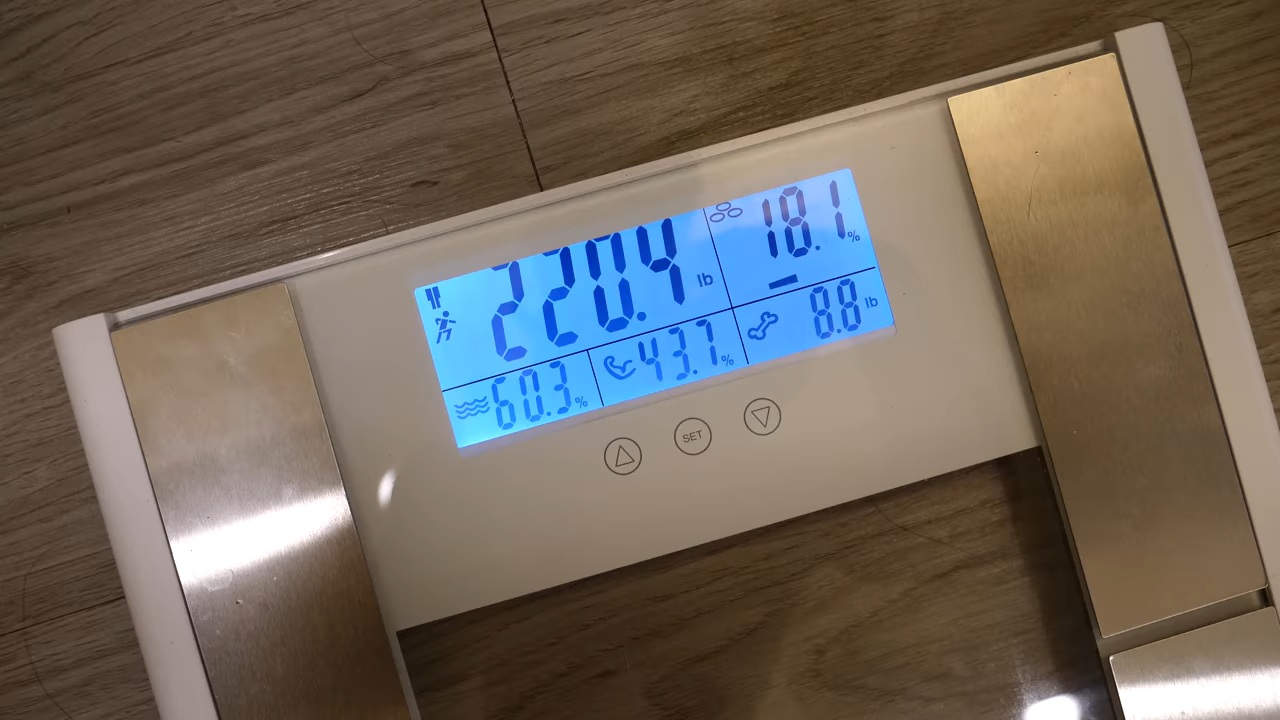 220.4 lb
18.1 %
60.3 %
43.7 %
8.8 lb
SET